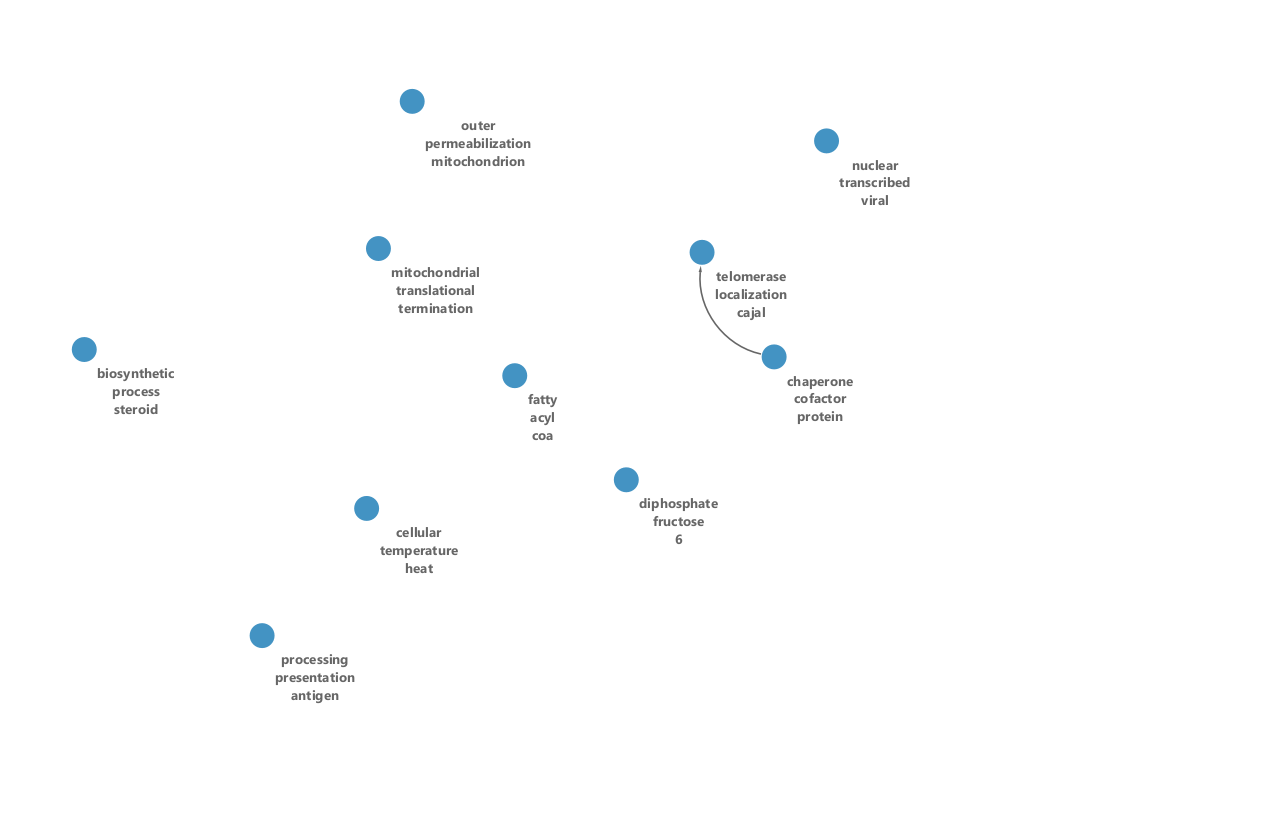 outer
permeabilization
mitochondrion
nuclear
transcribed
viral
mitochondrial
translational
termination
telomerase
localization
cajal
biosynthetic
process
steroid
chaperone
cofactor
protein
fatty
acyl
coa
diphosphate
fructose
6
cellular
temperature
heat
processing
presentation
antigen